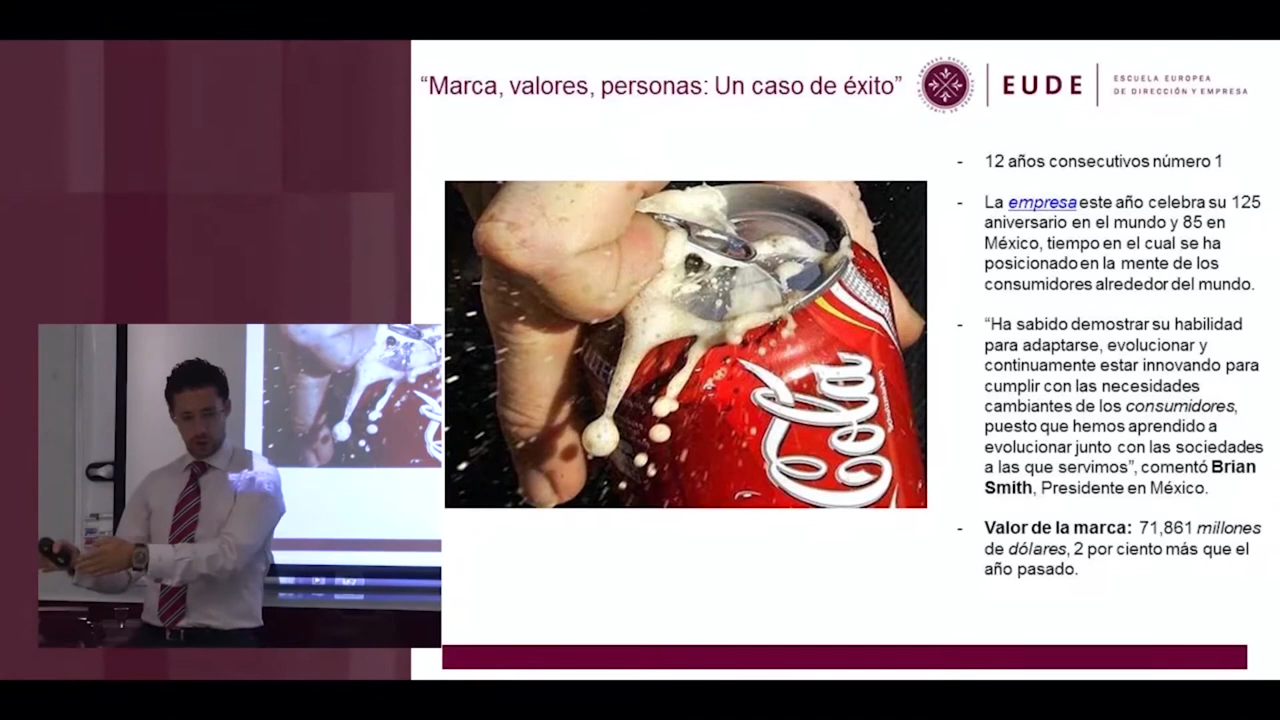 “Marca, valores, personas: Un caso de éxito”
EUDE
ESCUELA EUROPEA
DE DIRECCIÓN Y EMPRESA
- 12 años consecutivos número 1
- La empresa este año celebra su 125
aniversario en el mundo y 85 en
México, tiempo en el cual se ha
posicionado en la mente de los
consumidores alrededor del mundo.
- “Ha sabido demostrar su habilidad
para adaptarse, evolucionar y
continuamente estar innovando para
cumplir con las necesidades
cambiantes de los consumidores,
puesto que hemos aprendido a
evolucionar junto con las sociedades
a las que servimos”, comentó Brian
Smith, Presidente en México.
- Valor de la marca: 71,861 millones
de dólares, 2 por ciento más que el
año pasado.
Cola